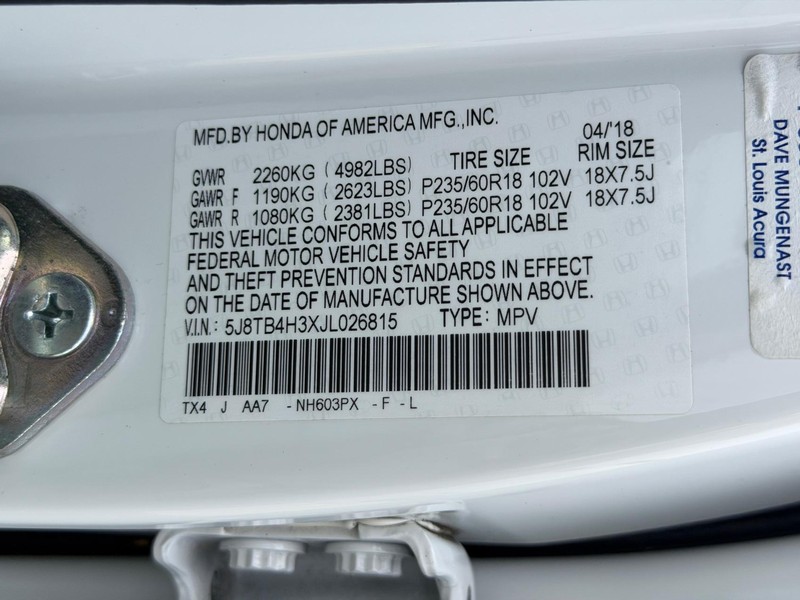 MFD.BY HONDA OF AMERICA MFG.,INC.
04/'18
TIRE SIZE RIM SIZE
GVWR 2260KG (4982LBS)
GAWR F 1190KG (2623LBS) P235/60R18 102V 18X7.5J
GAWR R 1080KG (2381LBS) P235/60R18 102V 18X7.5J
THIS VEHICLE CONFORMS TO ALL APPLICABLE
FEDERAL MOTOR VEHICLE SAFETY
AND THEFT PREVENTION STANDARDS IN EFFECT
ON THE DATE OF MANUFACTURE SHOWN ABOVE.
V.I.N.: 5J8TB4H3XJL026815 TYPE: MPV
TX4 J AA7 -NH603PX -F -L
DAVE MUNGENAST
St. Louis Acura